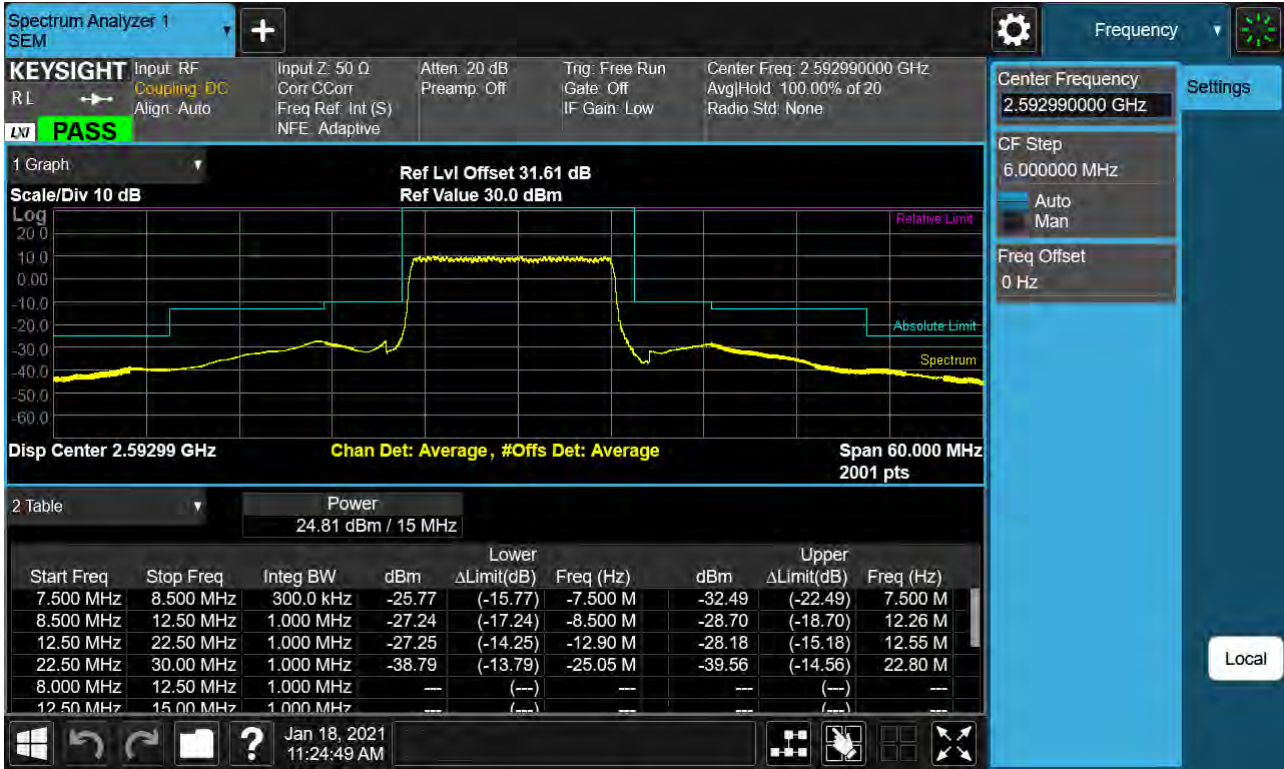 Spectrum Analyzer 1
SEM
Frequency
KEYSIGHT
R L
LXI
PASS
Input: RF
Coupling: DC
Align: Auto
Input Z: 50 Ω
Corr CCorr
Freq Ref: Int (S)
NFE: Adaptive
Atten: 20 dB
Preamp: Off
Trig: Free Run
Gate: Off
IF Gain: Low
Center Freq: 2.592990000 GHz
Avg|Hold: 100.00% of 20
Radio Std: None
Center Frequency
2.592990000 GHz
Settings
CF Step
6.000000 MHz
Auto
Man
Freq Offset
0 Hz
Local
1 Graph
Scale/Div 10 dB
Ref Lvl Offset 31.61 dB
Ref Value 30.0 dBm
Log
20.0
10.0
0.00
-10.0
-20.0
-30.0
-40.0
-50.0
-60.0
Relative Limit
Absolute Limit
Spectrum
Disp Center 2.59299 GHz
Chan Det: Average, #Offs Det: Average
Span 60.000 MHz
2001 pts
2 Table
Power
24.81 dBm / 15 MHz
Lower Upper
Start Freq Stop Freq Integ BW dBm ΔLimit(dB) Freq (Hz) dBm ΔLimit(dB) Freq (Hz)
7.500 MHz 8.500 MHz 300.0 kHz -25.77 (-15.77) -7.500 M -32.49 (-22.49) 7.500 M
8.500 MHz 12.50 MHz 1.000 MHz -27.24 (-17.24) -8.500 M -28.70 (-18.70) 12.26 M
12.50 MHz 22.50 MHz 1.000 MHz -27.25 (-14.25) -12.90 M -28.18 (-15.18) 12.55 M
22.50 MHz 30.00 MHz 1.000 MHz -38.79 (-13.79) -25.05 M -39.56 (-14.56) 22.80 M
8.000 MHz 12.50 MHz 1.000 MHz --- (---) --- --- (---) ---
12.50 MHz 15.00 MHz 1.000 MHz --- (---) --- --- (---) ---
?
Jan 18, 2021
11:24:49 AM